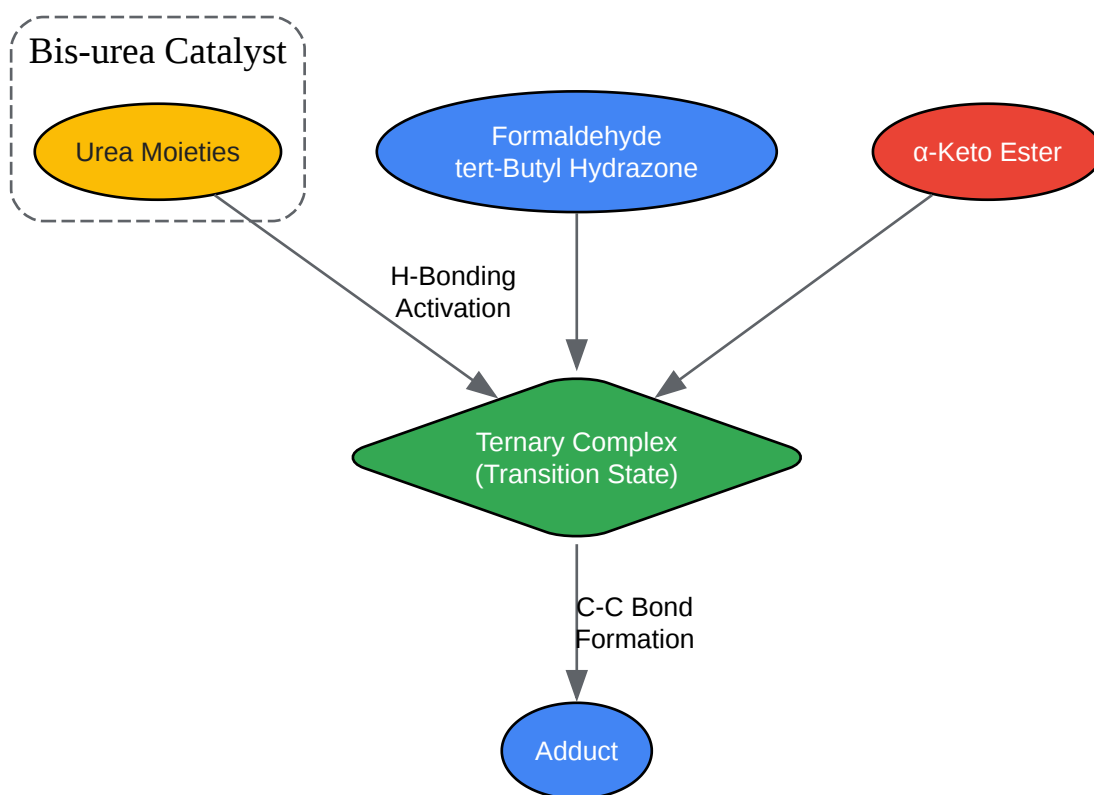 Bis-urea Catalyst
Urea Moieties
Formaldehyde
tert-Butyl Hydrazone
α-Keto Ester
H-Bonding
Activation
Ternary Complex
(Transition State)
C-C Bond
Formation
Adduct